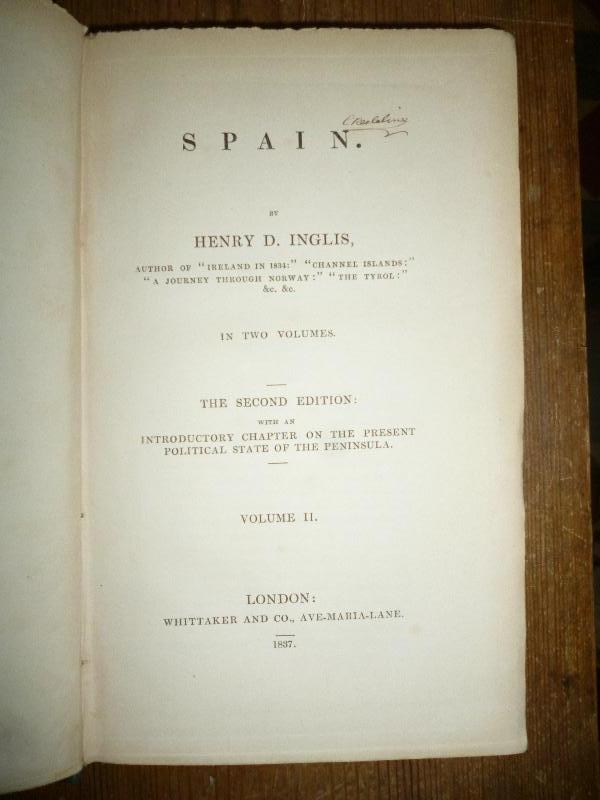 SPAIN.
BY
HENRY D. INGLIS,
AUTHOR OF "IRELAND IN 1834:" "CHANNEL ISLANDS:"
"A JOURNEY THROUGH NORWAY:" "THE TYROL:"
&c. &c.
IN TWO VOLUMES.
THE SECOND EDITION:
WITH AN
INTRODUCTORY CHAPTER ON THE PRESENT
POLITICAL STATE OF THE PENINSULA.
VOLUME II.
LONDON:
WHITTAKER AND CO., AVE-MARIA-LANE.
1837.